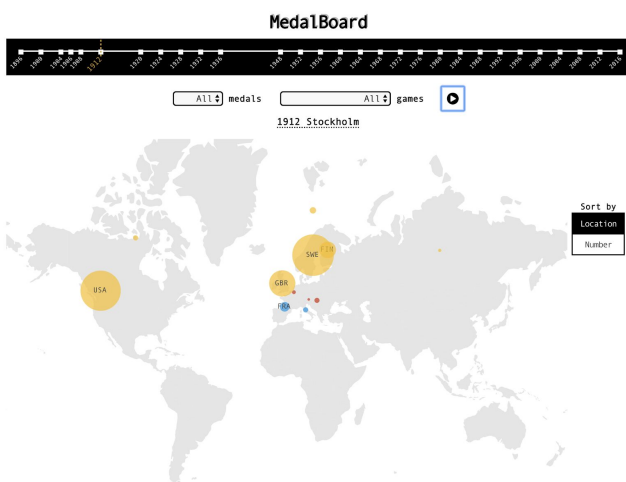 MedalBoard
1896 1900 1904 1906 1908 1912 1920 1924 1928 1932 1936 1948 1952 1956 1960 1964 1968 1972 1976 1980 1984 1988 1992 1996 2000 2004 2008 2012 2016
All medals All games
1912 Stockholm
Sort by
Location
Number
FIN
SWE
GBR
USA
FRA